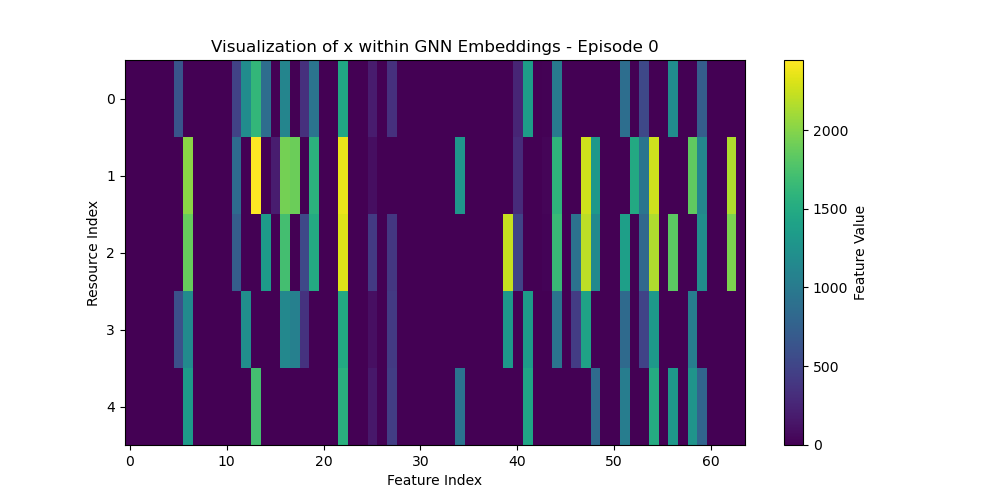 Visualization of x within GNN Embeddings - Episode 0
Resource Index
0
1
2
3
4
0 10 20 30 40 50 60
Feature Index
2000
1500
1000
500
0
Feature Value